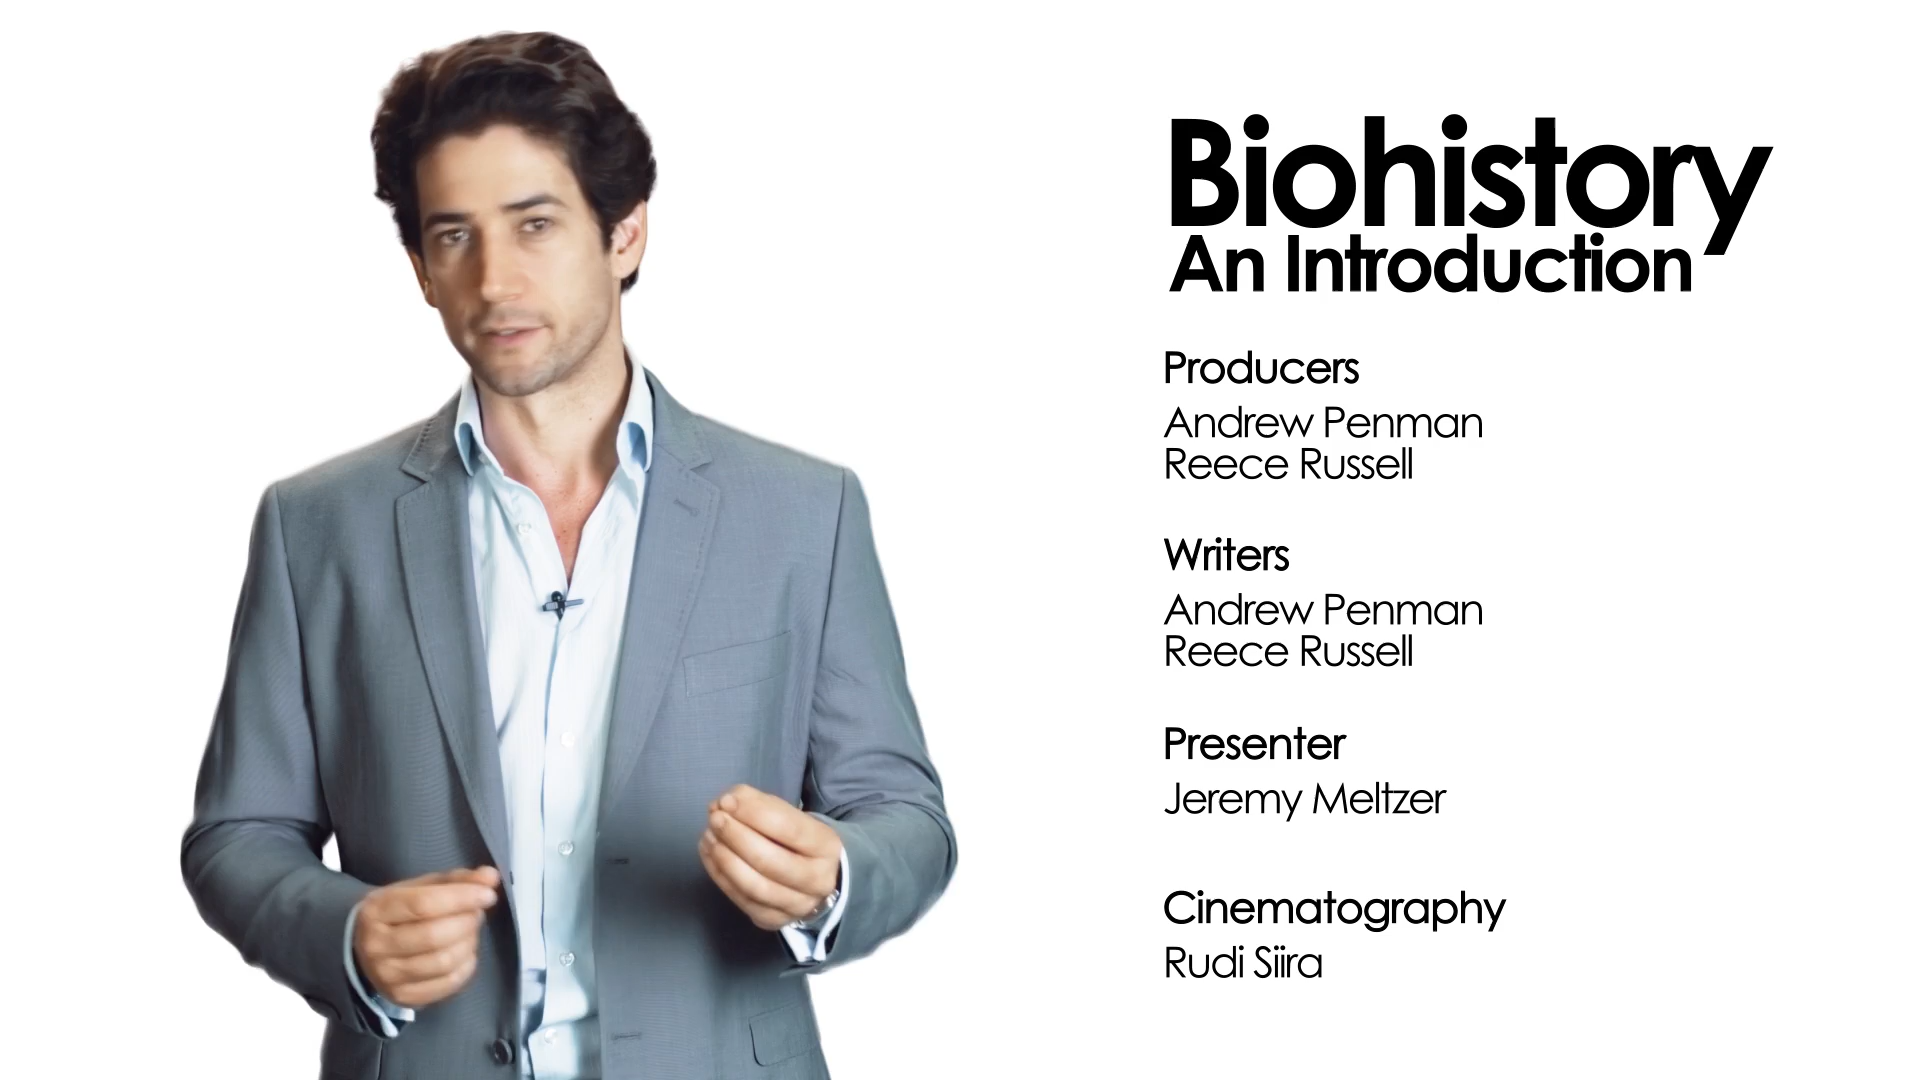 Biohistory
An Introduction
Producers
Andrew Penman
Reece Russell
Writers
Andrew Penman
Reece Russell
Presenter
Jeremy Meltzer
Cinematography
Rudi Siira